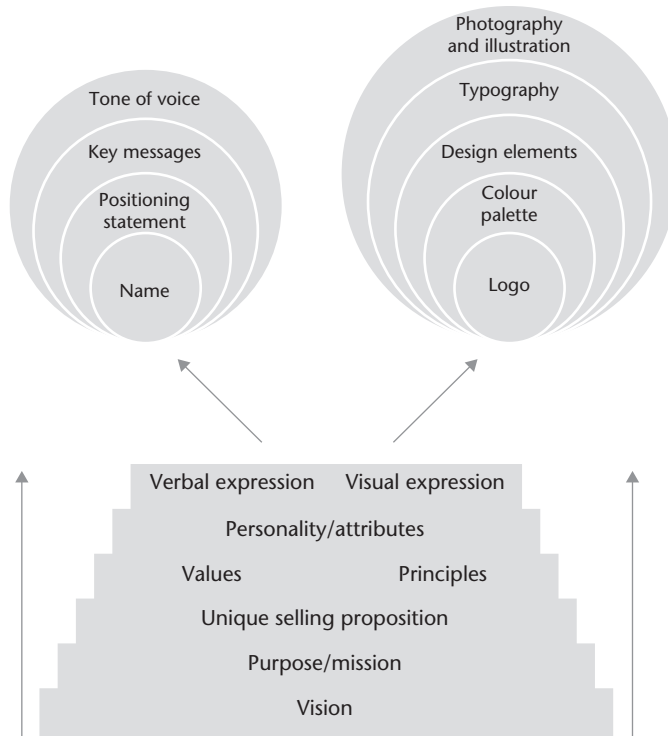 Tone of voice
Key messages
Positioning
statement
Name
Photography
and illustration
Typography
Design elements
Colour
palette
Logo
Verbal expression Visual expression
Personality/attributes
Values Principles
Unique selling proposition
Purpose/mission
Vision